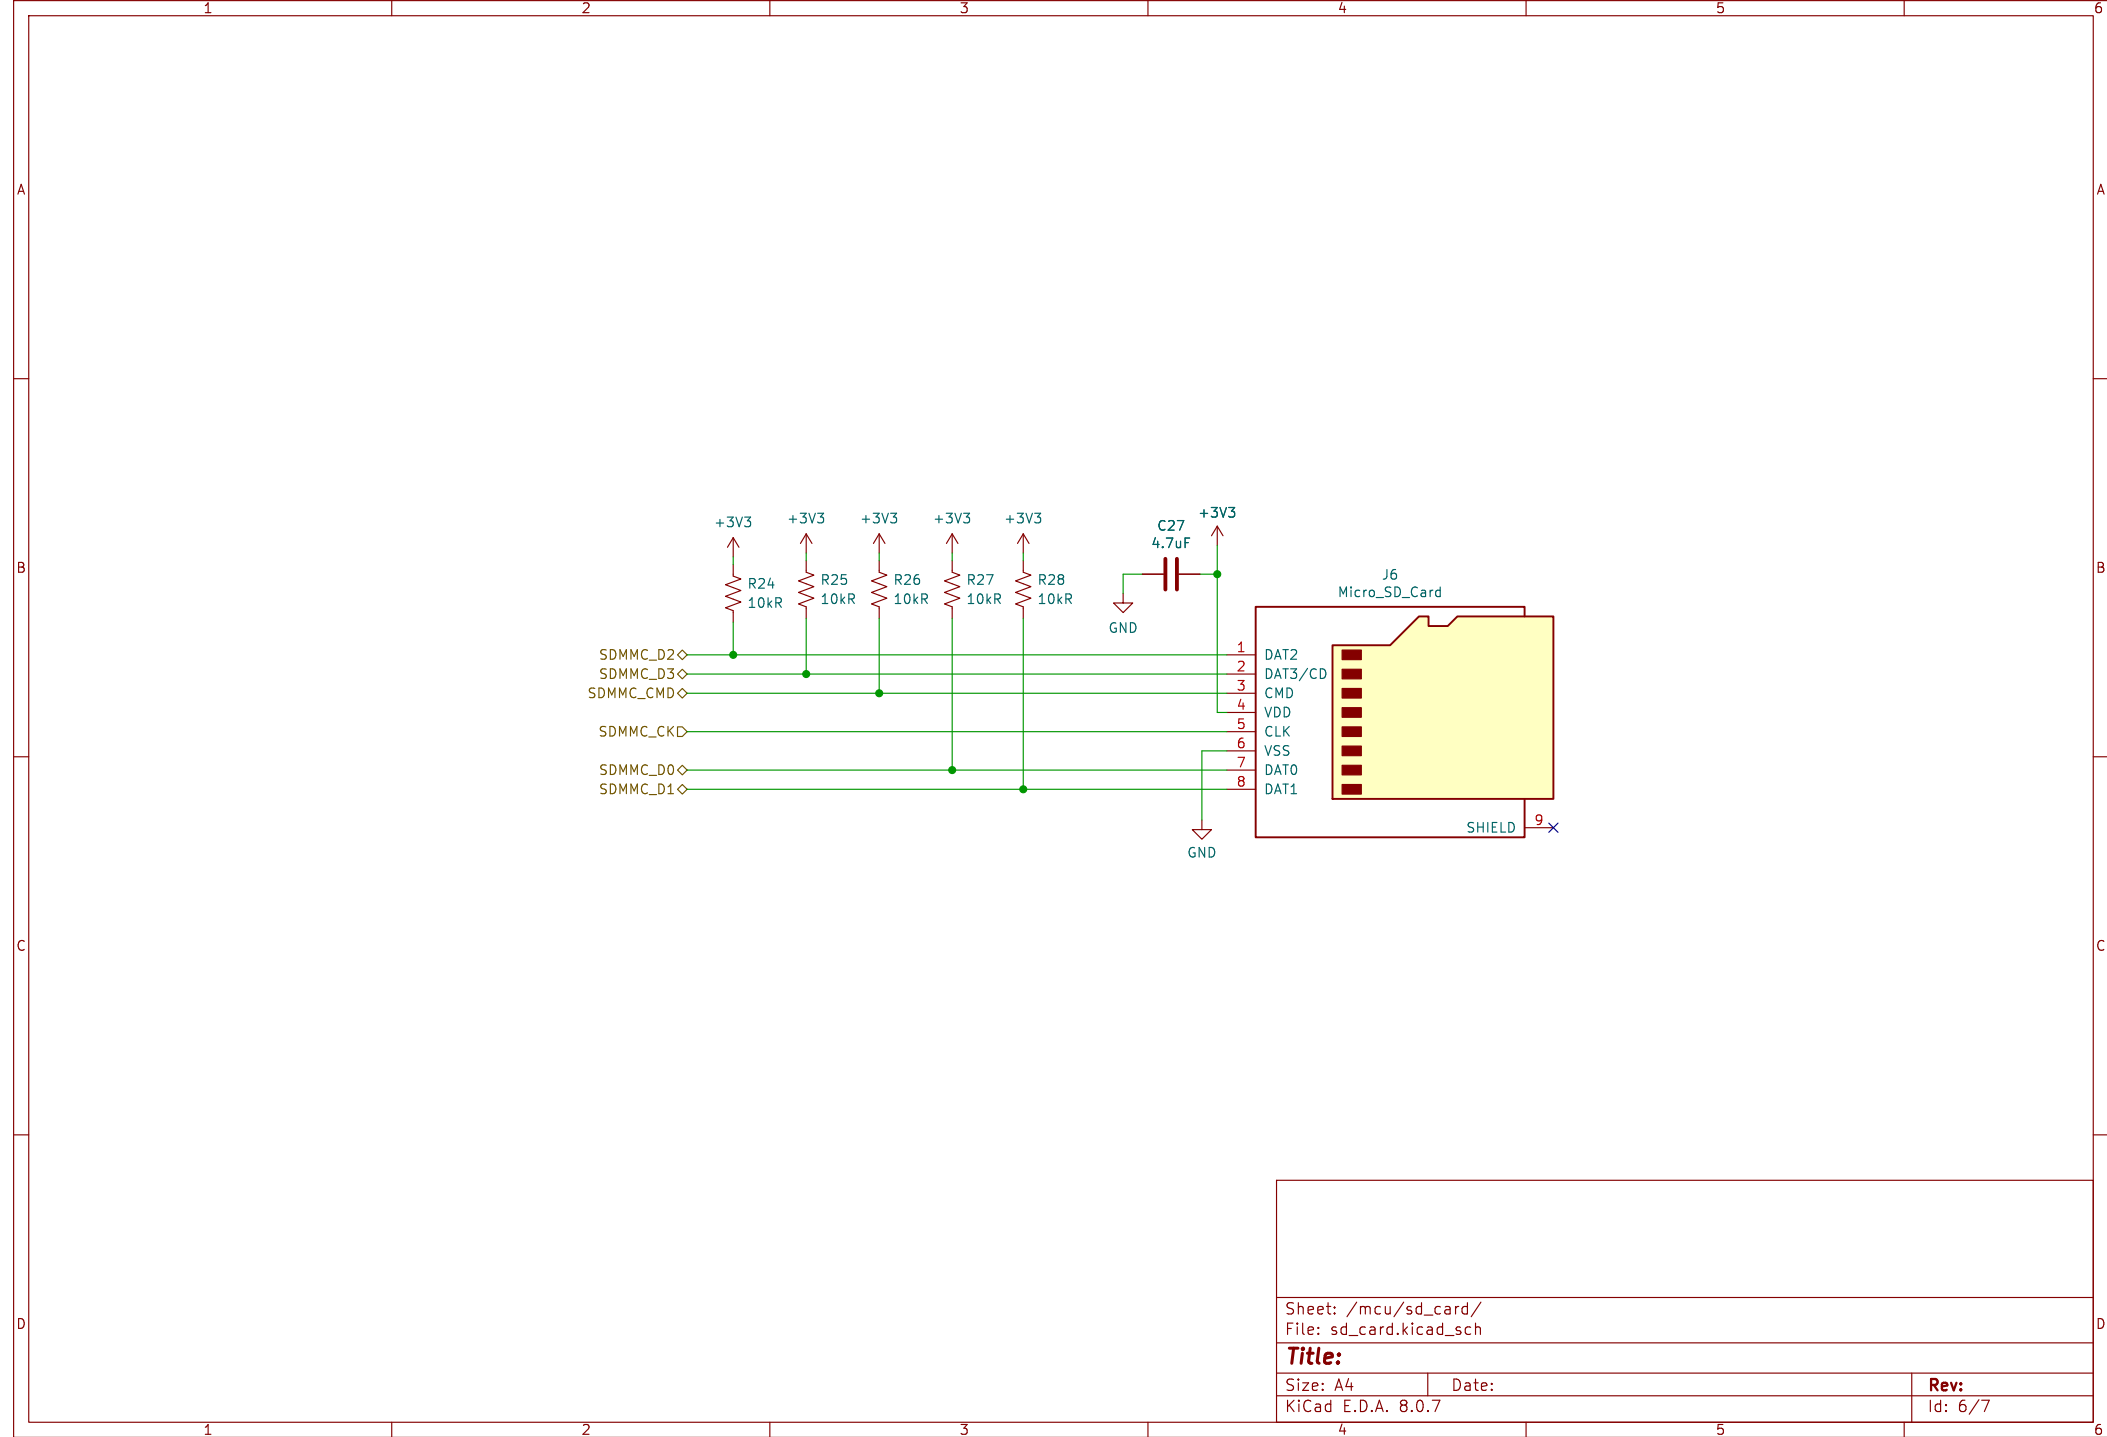 1 2 3 4 5 6
A A
+3V3 +3V3 +3V3 +3V3 +3V3 +3V3
C27
4.7uF
B B
R24 R25 R26 R27 R28
10kR 10kR 10kR 10kR 10kR
GND
J6
Micro_SD_Card
SDMMC_D2 1 DAT2
SDMMC_D3 2 DAT3/CD
SDMMC_CMD 3 CMD
4 VDD
SDMMC_CK 5 CLK
6 VSS
SDMMC_D0 7 DAT0
SDMMC_D1 8 DAT1
SHIELD 9
GND
C C
Sheet: /mcu/sd_card/
File: sd_card.kicad_sch
D D
Title:
Size: A4 Date: Rev:
KiCad E.D.A. 8.0.7 Id: 6/7
1 2 3 4 5 6